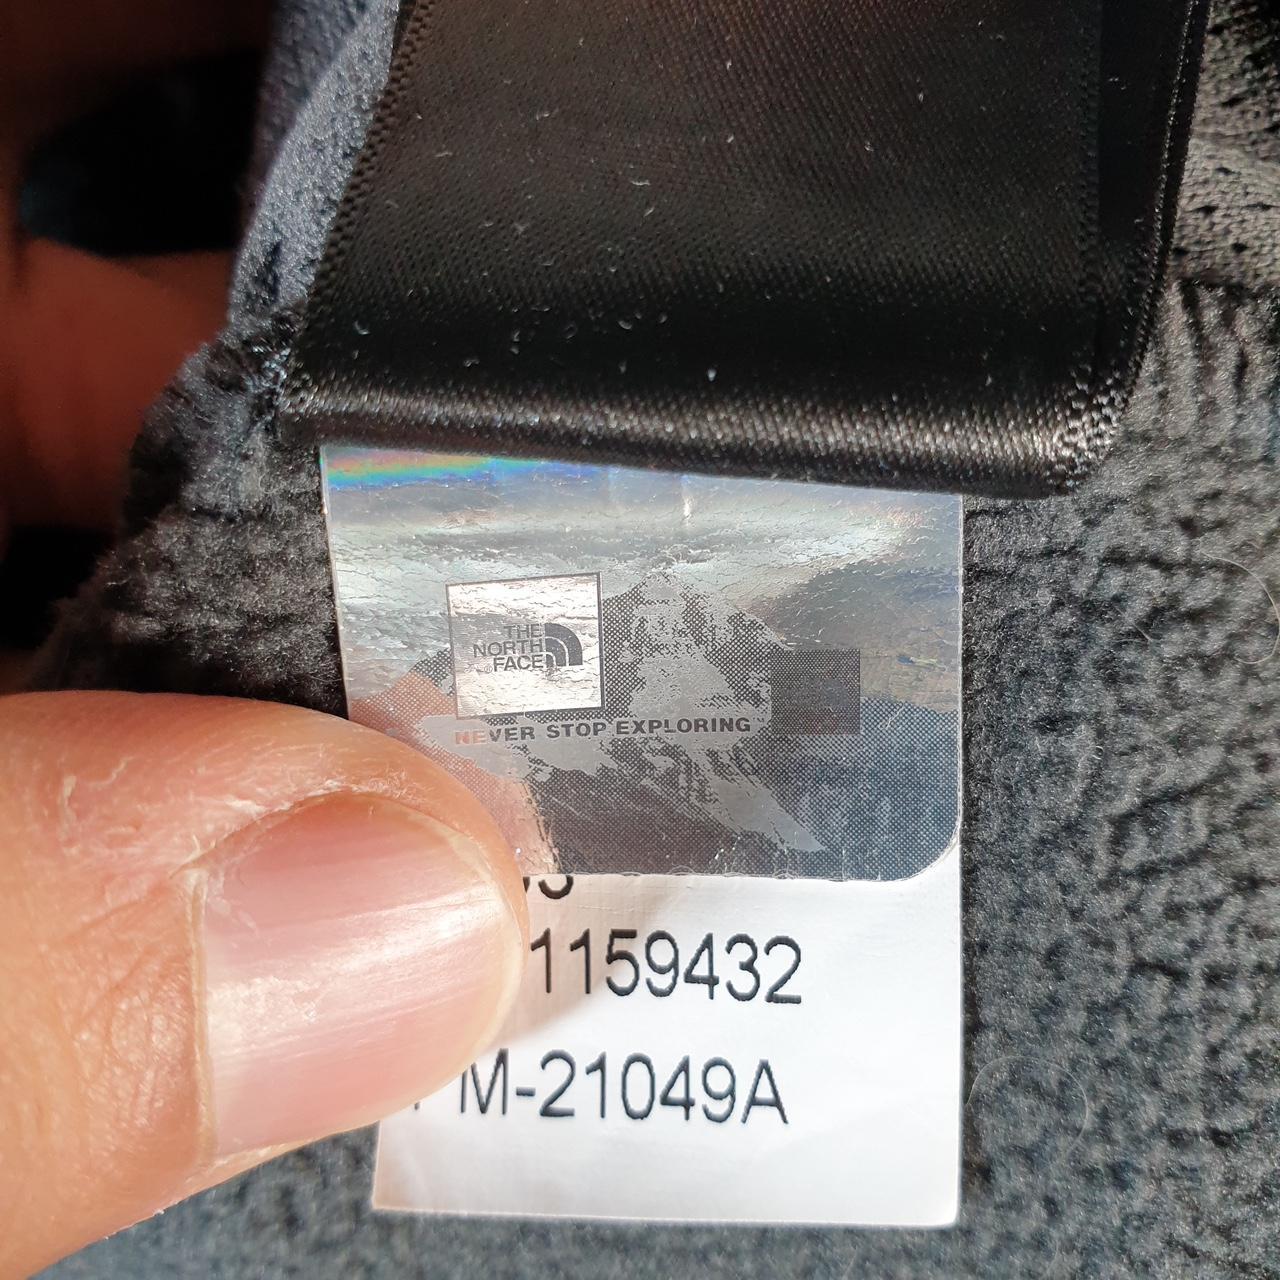 THE
NORTH
FACE
NEVER STOP EXPLORING
1159432
M-21049A